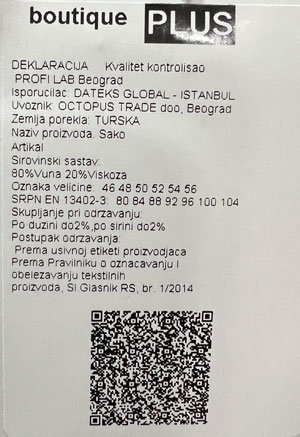 boutique PLUS
DEKLARACIJA Kvalitet kontrolisao
PROFI LAB Beograd
Isporucilac: DATEKS GLOBAL - ISTANBUL
Uvoznik: OCTOPUS TRADE doo, Beograd
Zemlja porekla: TURSKA
Naziv proizvoda: Sako
Artikal
Sirovinski sastav:
80%Vuna 20%Viskoza
Oznaka velicine: 46 48 50 52 54 56
SRPN EN 13402-3: 80 84 88 92 96 100 104
Skupljanje pri odrzavanju:
Po duzini do2%,po sirini do2%
Postupak odrzavanja:
Prema usivnoj etiketi proizvodjaca
Prema Pravilniku o oznacavanju i
obelezavanju tekstilnih
proizvoda, Sl Glasnik RS, br. 1/2014